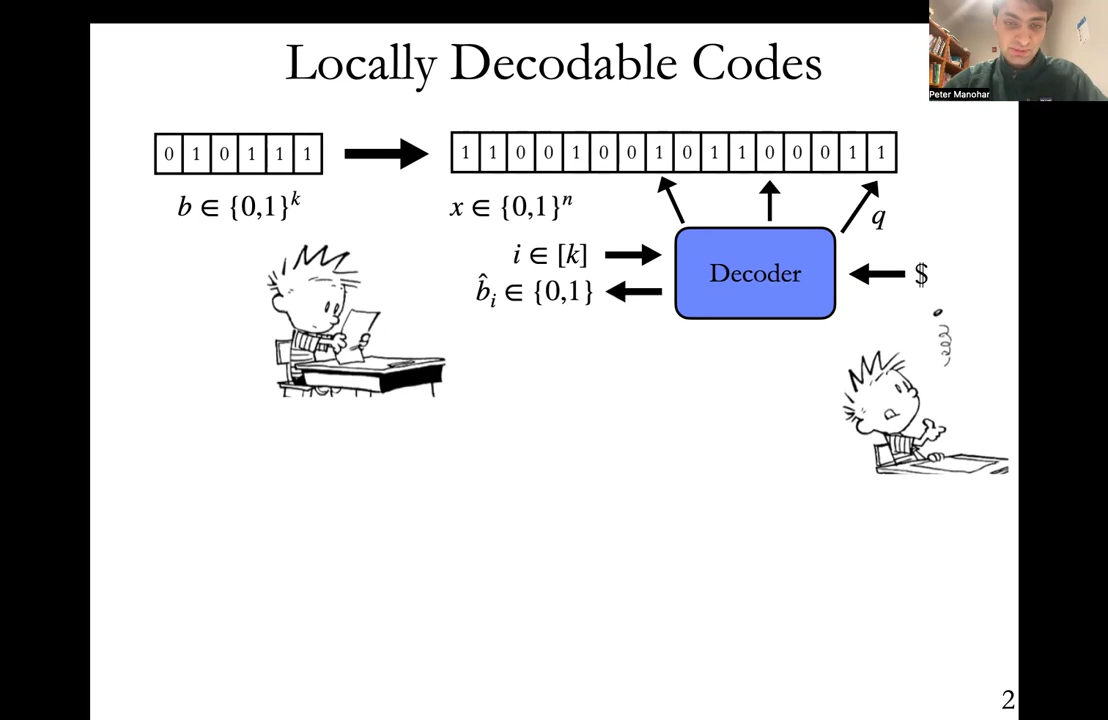 Locally Decodable Codes
Peter Manohar
0 1 0 1 1 1
1 1 0 0 1 0 0 1 0 1 1 0 0 0 1 1
b ∈ {0,1}^k
x ∈ {0,1}^n
q
i ∈ [k]
b̂_i ∈ {0,1}
Decoder
$
2